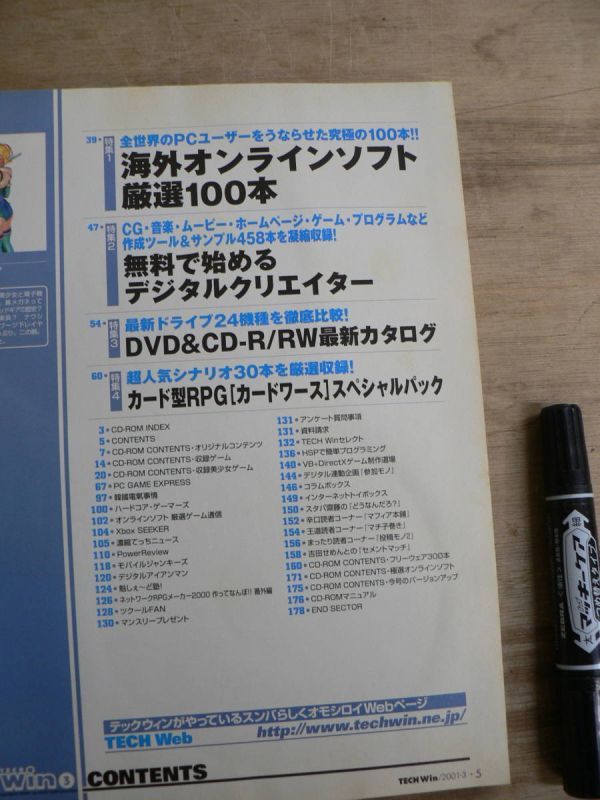 39・特集1
全世界のPCユーザーをうならせた究極の100本!!
海外オンラインソフト
厳選100本
47・特集2
CG・音楽・ムービー・ホームページ・ゲーム・プログラムなど
作成ツール&サンプル458本を凝縮収録!
無料で始める
デジタルクリエイター
54・特集3
最新ドライブ24機種を徹底比較!
DVD&CD-R/RW最新カタログ
60・特集4
超人気シナリオ30本を厳選収録!
カード型RPG[カードワース]スペシャルパック
3・CD-ROM INDEX
5・CONTENTS
7・CD-ROM CONTENTS・オリジナルコンテンツ
14・CD-ROM CONTENTS・収録ゲーム
20・CD-ROM CONTENTS・収録美少女ゲーム
67・PC GAME EXPRESS
97・韓国電氣事情
100・ハードコア・ゲーマーズ
102・オンラインソフト 厳選ゲーム通信
104・Xbox SEEKER
105・濃縮てっちニュース
110・PowerReview
118・モバイルジャンキーズ
120・デジタルアイアンマン
124・魁しぇ〜ど塾!
126・ネットワークRPGメーカー2000 作ってなんぼ!! 番外編
128・ツクールFAN
130・マンスリープレゼント
131・アンケート質問事項
131・資料請求
132・TECH Winセレクト
136・HSPで簡単プログラミング
140・VB+DirectXゲーム制作道場
144・デジタル連動企画「参加モノ」
146・コラムボックス
149・インターネットトイボックス
150・スタパ齋藤の「どうなんだろ?」
152・辛口読者コーナー「マフィア本舗」
154・王道読者コーナー「マチ子巻き」
156・まったり読者コーナー「投稿モノ2」
158・吉田せめんとの「セメントマッチ」
160・CD-ROM CONTENTS・フリーウェア300本
171・CD-ROM CONTENTS・極選オンラインソフト
175・CD-ROM CONTENTS・今号のバージョンアップ
176・CD-ROMマニュアル
178・END SECTOR
テックウィンがやっているスンバらしくオモシロイWebページ
TECH Web
http://www.techwin.ne.jp/
Win 3
CONTENTS
TECH Win/2001-3・5
ZEBRA
マッキーケア
太